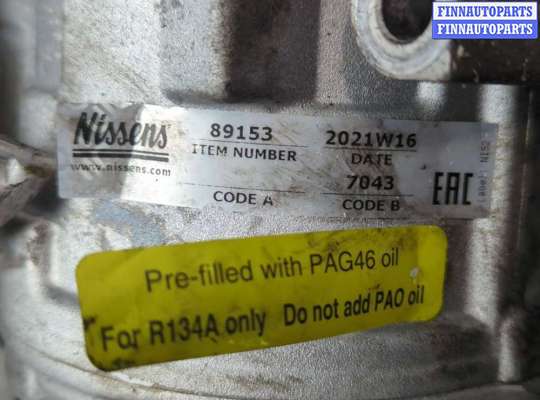 FINNAUTOPARTS
FINNAUTOPARTS
Nissens
www.nissens.com
89153
ITEM NUMBER
2021W16
DATE
7043
CODE A
CODE B
EAC
Pre-filled with PAG46 oil
For R134A only Do not add PAO oil